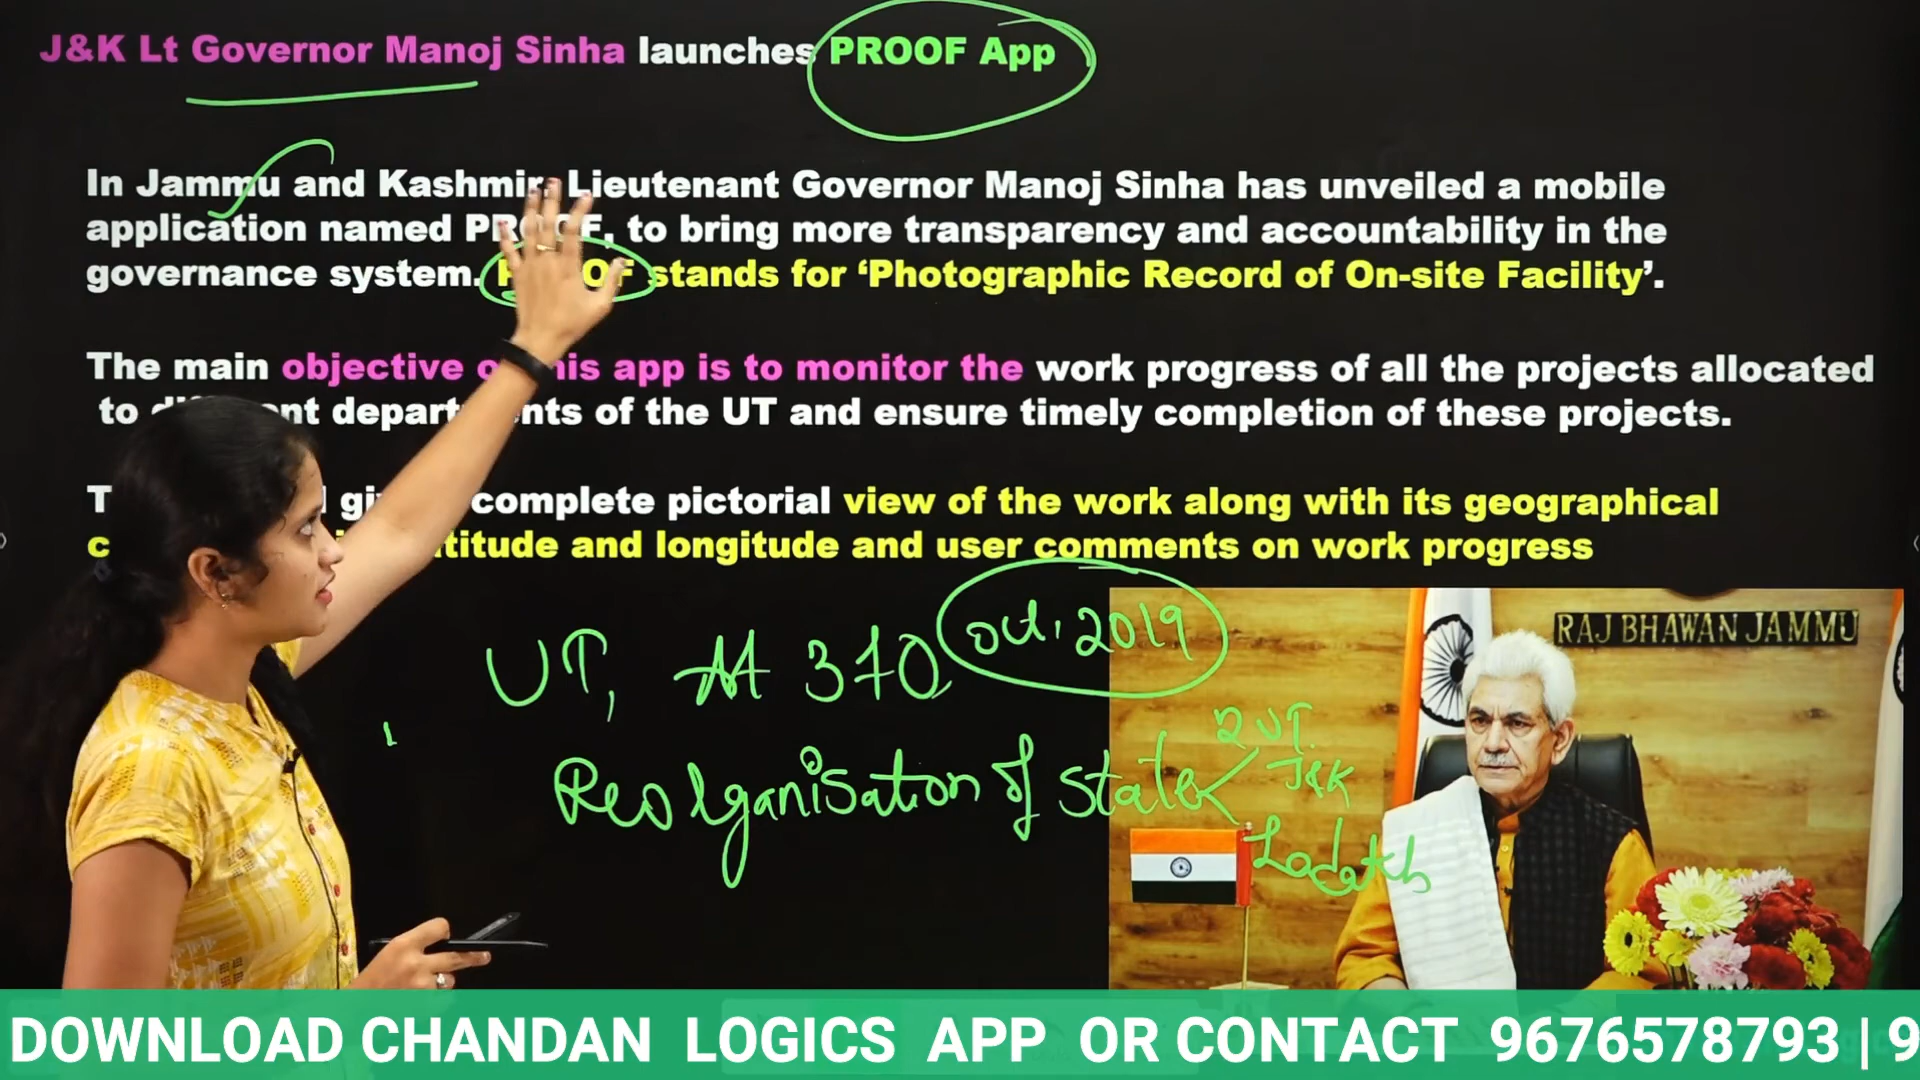 J&K Lt Governor Manoj Sinha launches PROOF App
In Jammu and Kashmir, Lieutenant Governor Manoj Sinha has unveiled a mobile
application named PROOF, to bring more transparency and accountability in the
governance system. PROOF stands for ‘Photographic Record of On-site Facility’.
The main objective of this app is to monitor the work progress of all the projects allocated
to different departments of the UT and ensure timely completion of these projects.
complete pictorial view of the work along with its geographical
and longitude and user comments on work progress
UT, Art 370 Oct, 2019
RAJ BHAWAN JAMMU
2 UT
Reorganisation of state J&K
Ladakh
DOWNLOAD CHANDAN LOGICS APP OR CONTACT 9676578793 | 9